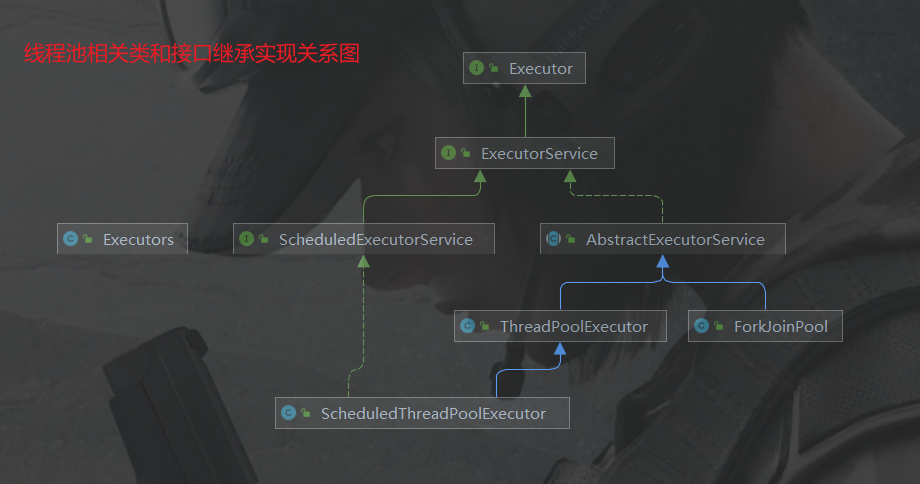 线程池相关类和接口继承实现关系图
Executor
ExecutorService
Executors
ScheduledExecutorService
AbstractExecutorService
ThreadPoolExecutor
ForkJoinPool
ScheduledThreadPoolExecutor